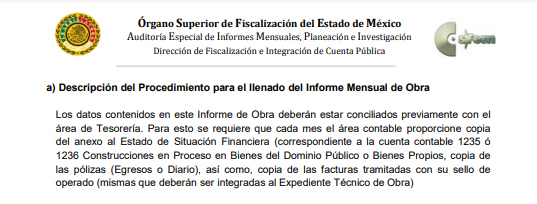 Órgano Superior de Fiscalización del Estado de México
Auditoría Especial de Informes Mensuales, Planeación e Investigación
Dirección de Fiscalización e Integración de Cuenta Pública
osfem
a) Descripción del Procedimiento para el llenado del Informe Mensual de Obra
Los datos contenidos en este Informe de Obra deberán estar conciliados previamente con el
área de Tesorería. Para esto se requiere que cada mes el área contable proporcione copia
del anexo al Estado de Situación Financiera (correspondiente a la cuenta contable 1235 ó
1236 Construcciones en Proceso en Bienes del Dominio Público o Bienes Propios, copia de
las pólizas (Egresos o Diario), así como, copia de las facturas tramitadas con su sello de
operado (mismas que deberán ser integradas al Expediente Técnico de Obra)